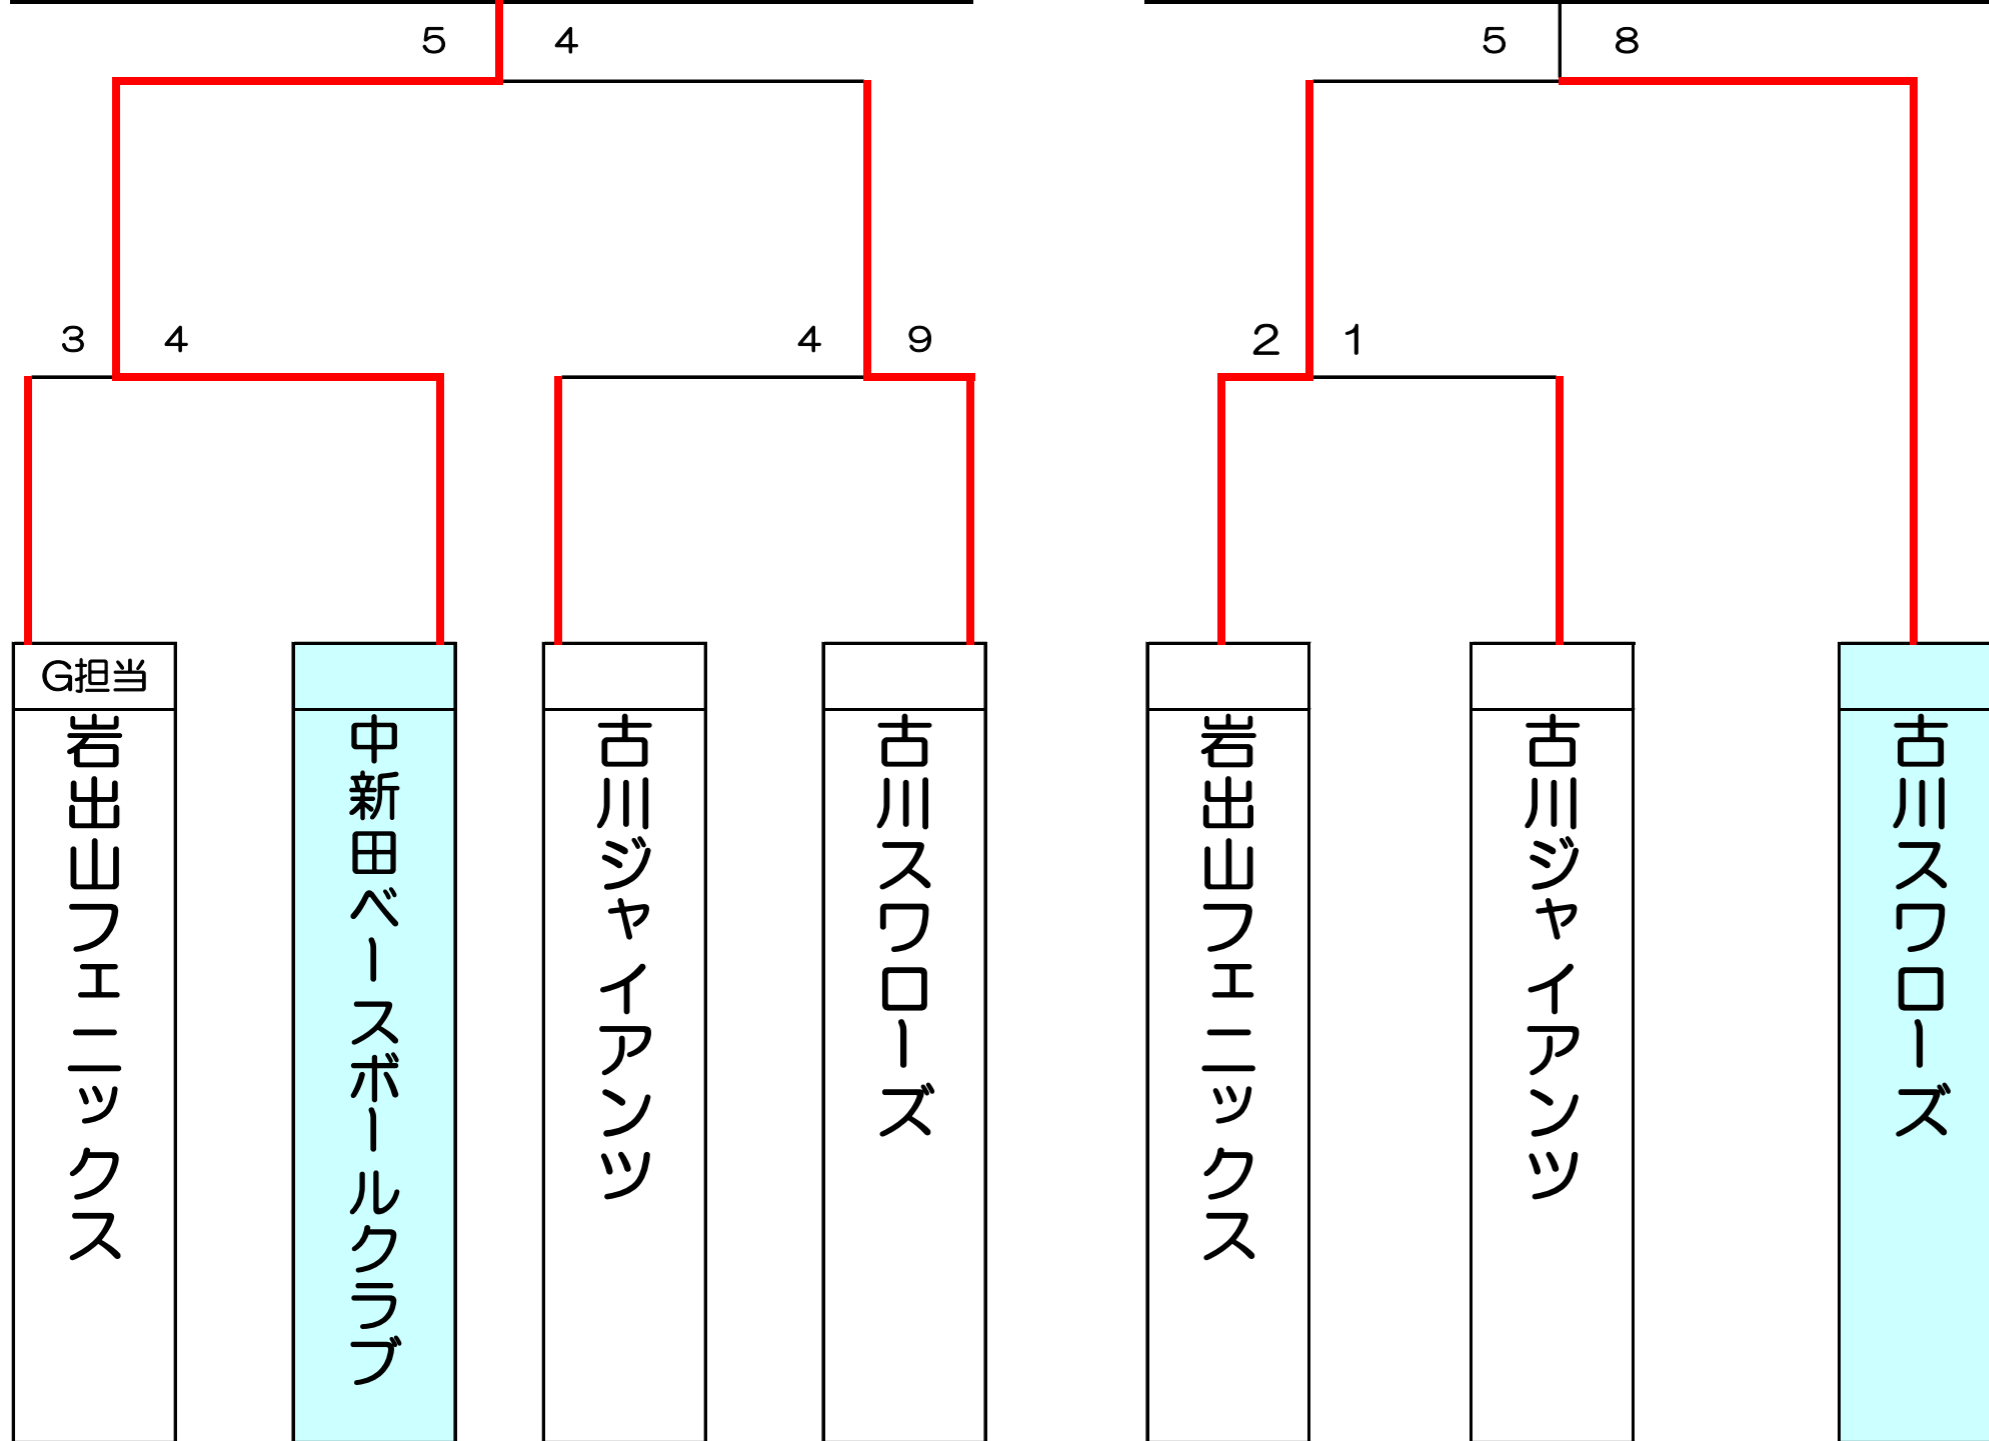 5 4
5 8
3 4
4 9
2 1
G担当
岩出山フェニックス
中新田ベースボールクラブ
古川ジャイアンツ
古川スワローズ
岩出山フェニックス
古川ジャイアンツ
古川スワローズ